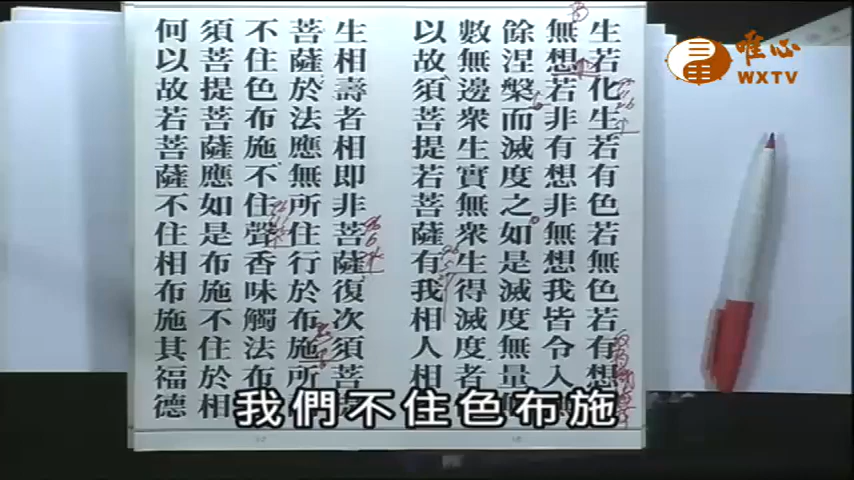 唯心
WXTV
生若化生若有色若無色若有想
無想若非有想非無想我皆令入
餘涅槃而滅度之如是滅度無量
數無邊眾生實無眾生得滅度者
以故須菩提若菩薩有我相人相
生相壽者相即非菩薩復次須菩
菩薩於法應無所住行於布施所
不住色布施不住聲香味觸法布
須菩提菩薩應如是布施不住於相
何以故若菩薩不住相布施其福德
我們不住色布施